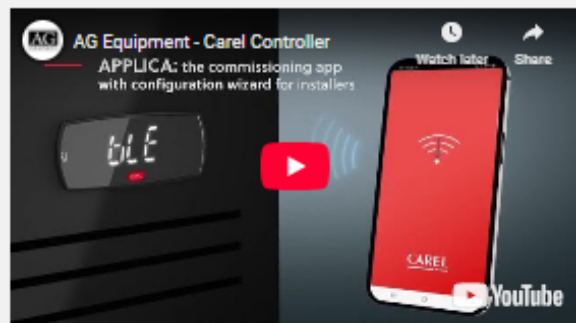 AG
AG Equipment - Carel Controller
Watch later
Share
APPLICA: the commissioning app
with configuration wizard for installers
bLE
CAREL
YouTube